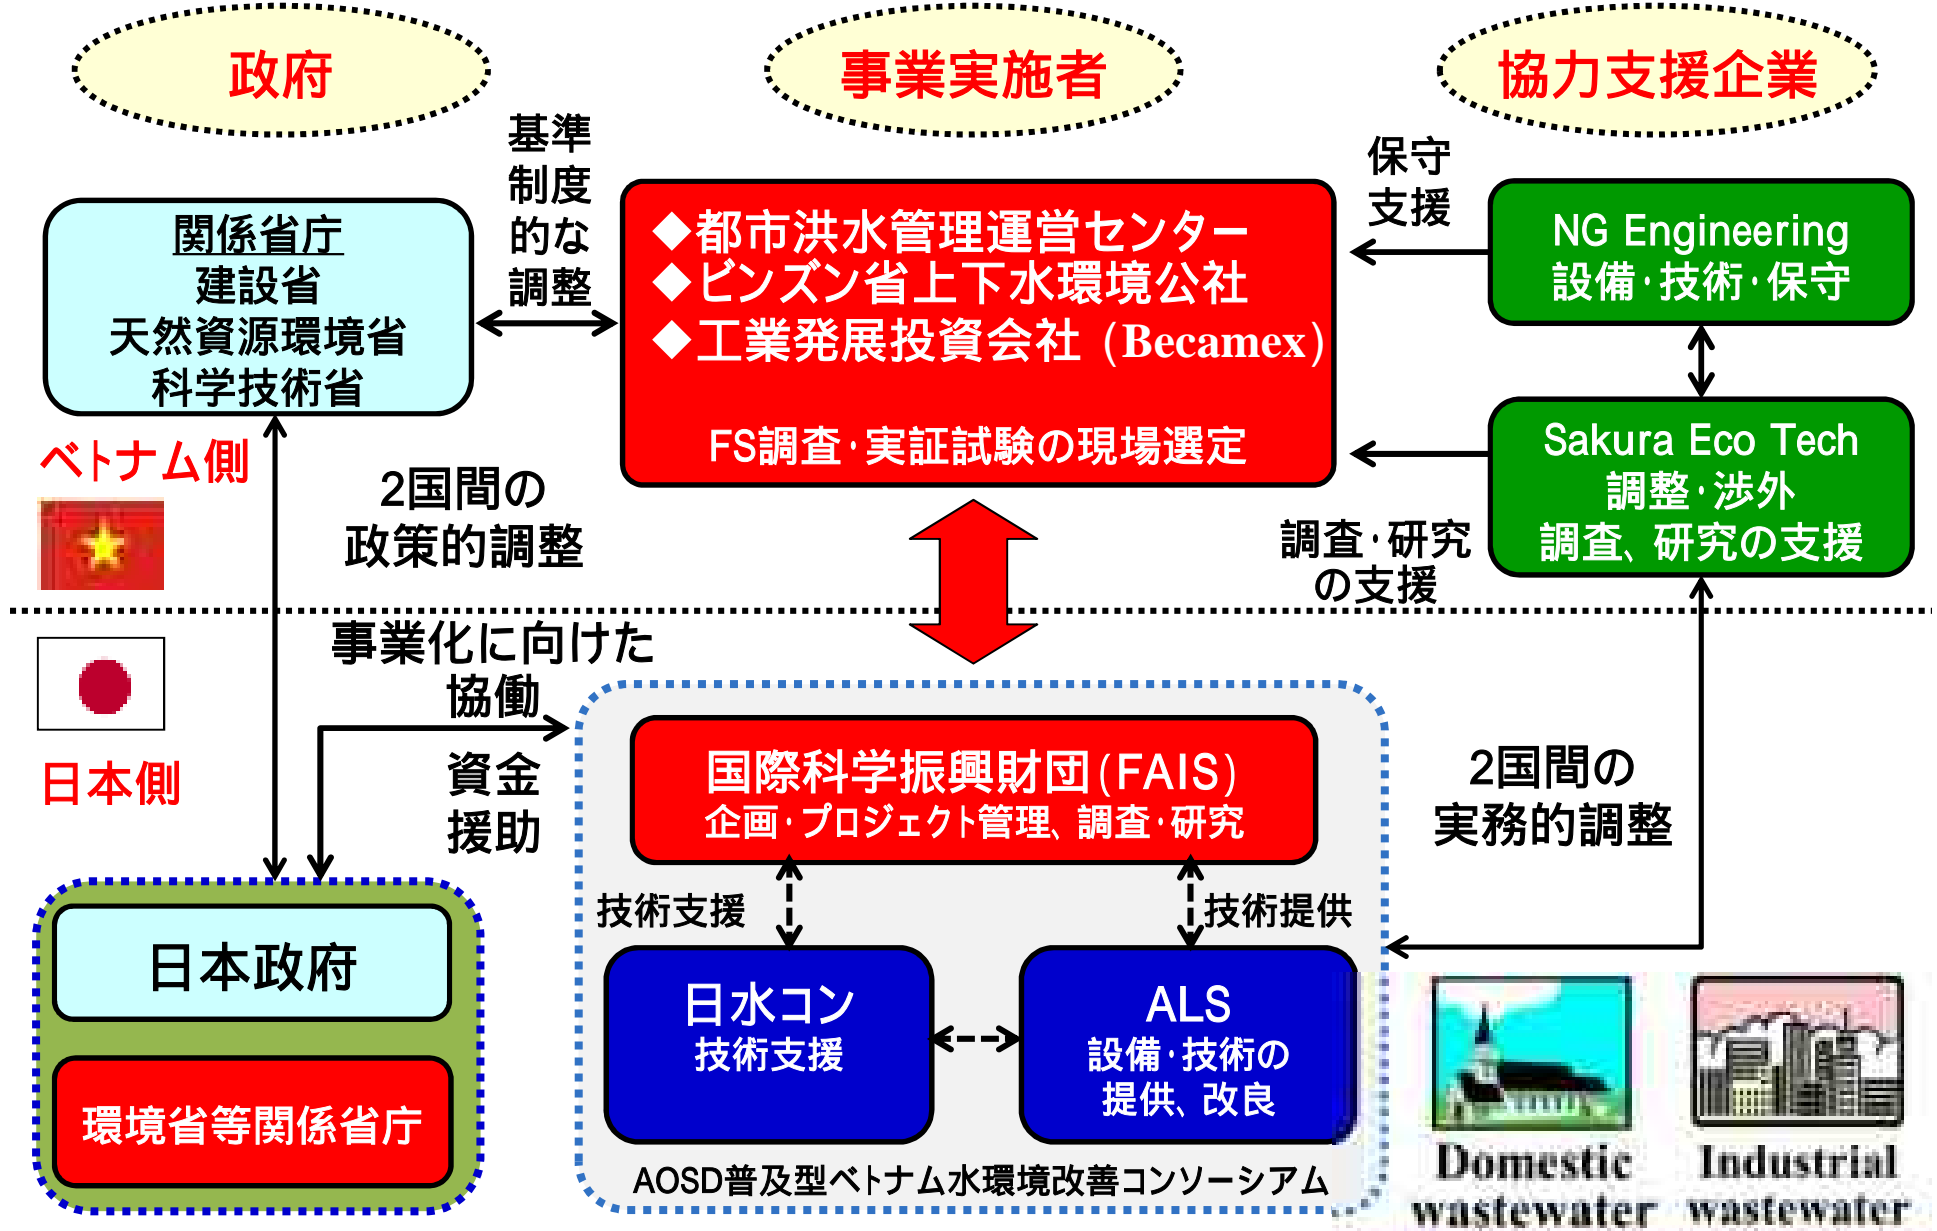 政府
事業実施者
協力支援企業
基準
制度
的な
調整
保守
支援
関係省庁
建設省
天然資源環境省
科学技術省
◆都市洪水管理運営センター
◆ビンズン省上下水環境公社
◆工業発展投資会社（Becamex）
FS調査・実証試験の現場選定
NG Engineering
設備・技術・保守
Sakura Eco Tech
調整・渉外
調査、研究の支援
ベトナム側
2国間の
政策的調整
調査・研究
の支援
日本側
事業化に向けた
協働
資金
援助
国際科学振興財団(FAIS)
企画・プロジェクト管理、調査・研究
2国間の
実務的調整
技術支援
技術提供
日本政府
環境省等関係省庁
日水コン
技術支援
ALS
設備・技術の
提供、改良
AOSD普及型ベトナム水環境改善コンソーシアム
Domestic
wastewater
Industrial
wastewater